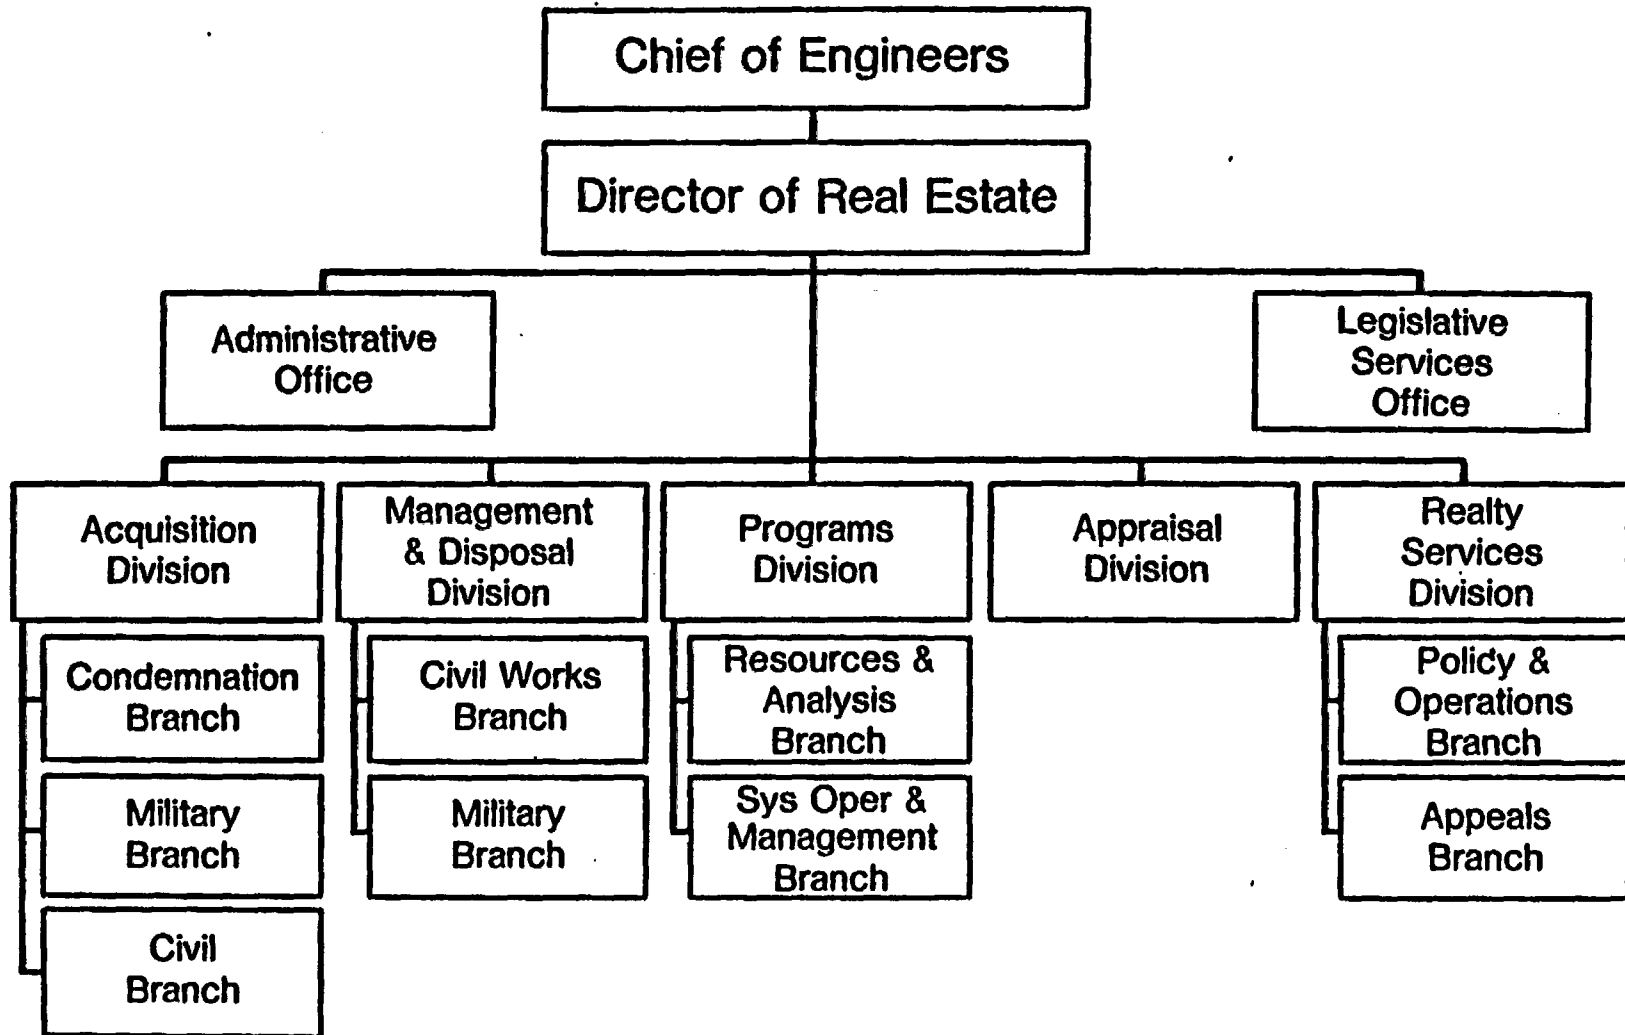 Chief of Engineers
Director of Real Estate
Administrative
Office
Legislative
Services
Office
Acquisition
Division
Management
& Disposal
Division
Programs
Division
Appraisal
Division
Realty
Services
Division
Condemnation
Branch
Military
Branch
Civil
Branch
Civil Works
Branch
Military
Branch
Resources &
Analysis
Branch
Sys Oper &
Management
Branch
Policy &
Operations
Branch
Appeals
Branch